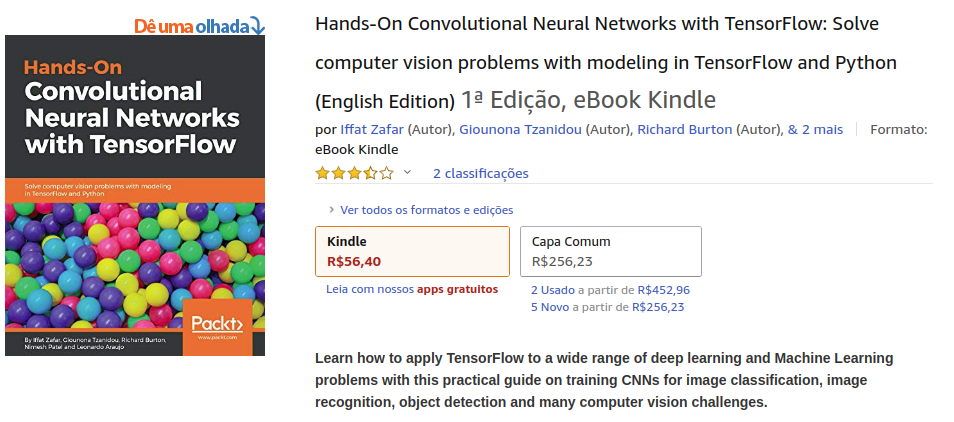 Dê uma olhada
Hands-On
Convolutional
Neural Networks
with TensorFlow
Solve computer vision problems with modeling
in TensorFlow and Python
Packt>
www.packt.com
By Iffat Zafar, Giounona Tzanidou, Richard Burton,
Nimesh Patel and Leonardo Araujo
Hands-On Convolutional Neural Networks with TensorFlow: Solve
computer vision problems with modeling in TensorFlow and Python
(English Edition) 1ª Edição, eBook Kindle
por Iffat Zafar (Autor), Giounona Tzanidou (Autor), Richard Burton (Autor), & 2 mais Formato:
eBook Kindle
2 classificações
› Ver todos os formatos e edições
Kindle
R$56,40
Capa Comum
R$256,23
Leia com nossos apps gratuitos
2 Usado a partir de R$452,96
5 Novo a partir de R$256,23
Learn how to apply TensorFlow to a wide range of deep learning and Machine Learning
problems with this practical guide on training CNNs for image classification, image
recognition, object detection and many computer vision challenges.